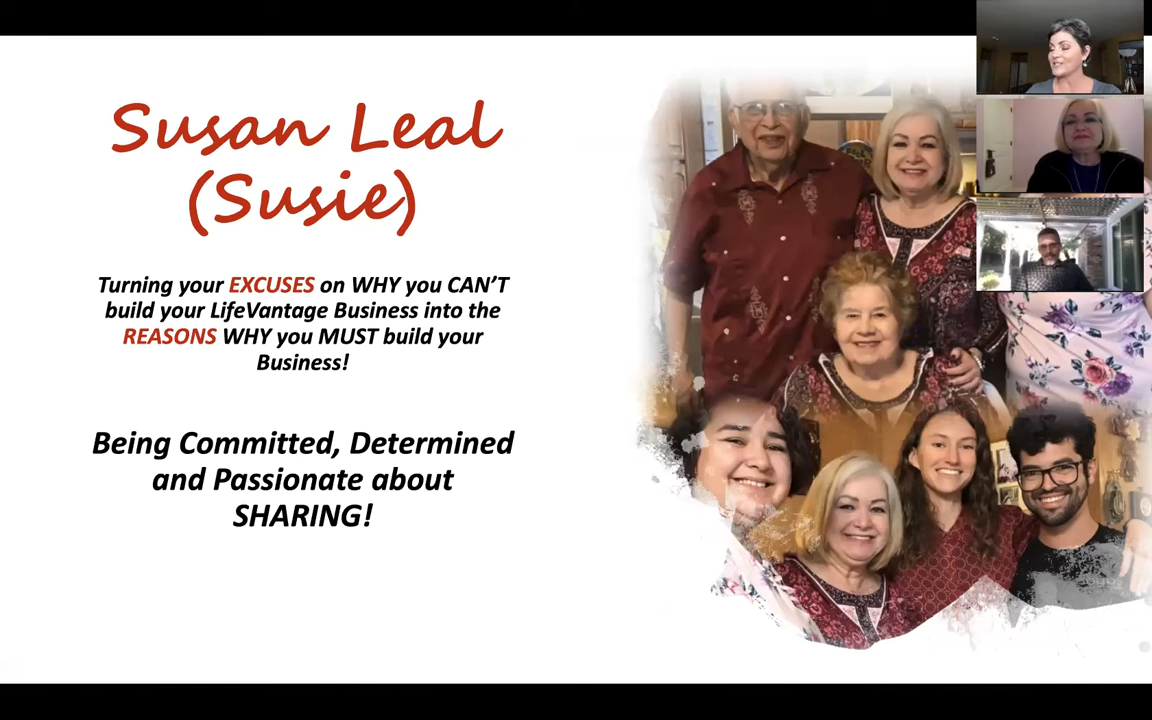 Susan Leal
(Susie)
Turning your EXCUSES on WHY you CAN'T
build your LifeVantage Business into the
REASONS WHY you MUST build your
Business!
Being Committed, Determined
and Passionate about
SHARING!